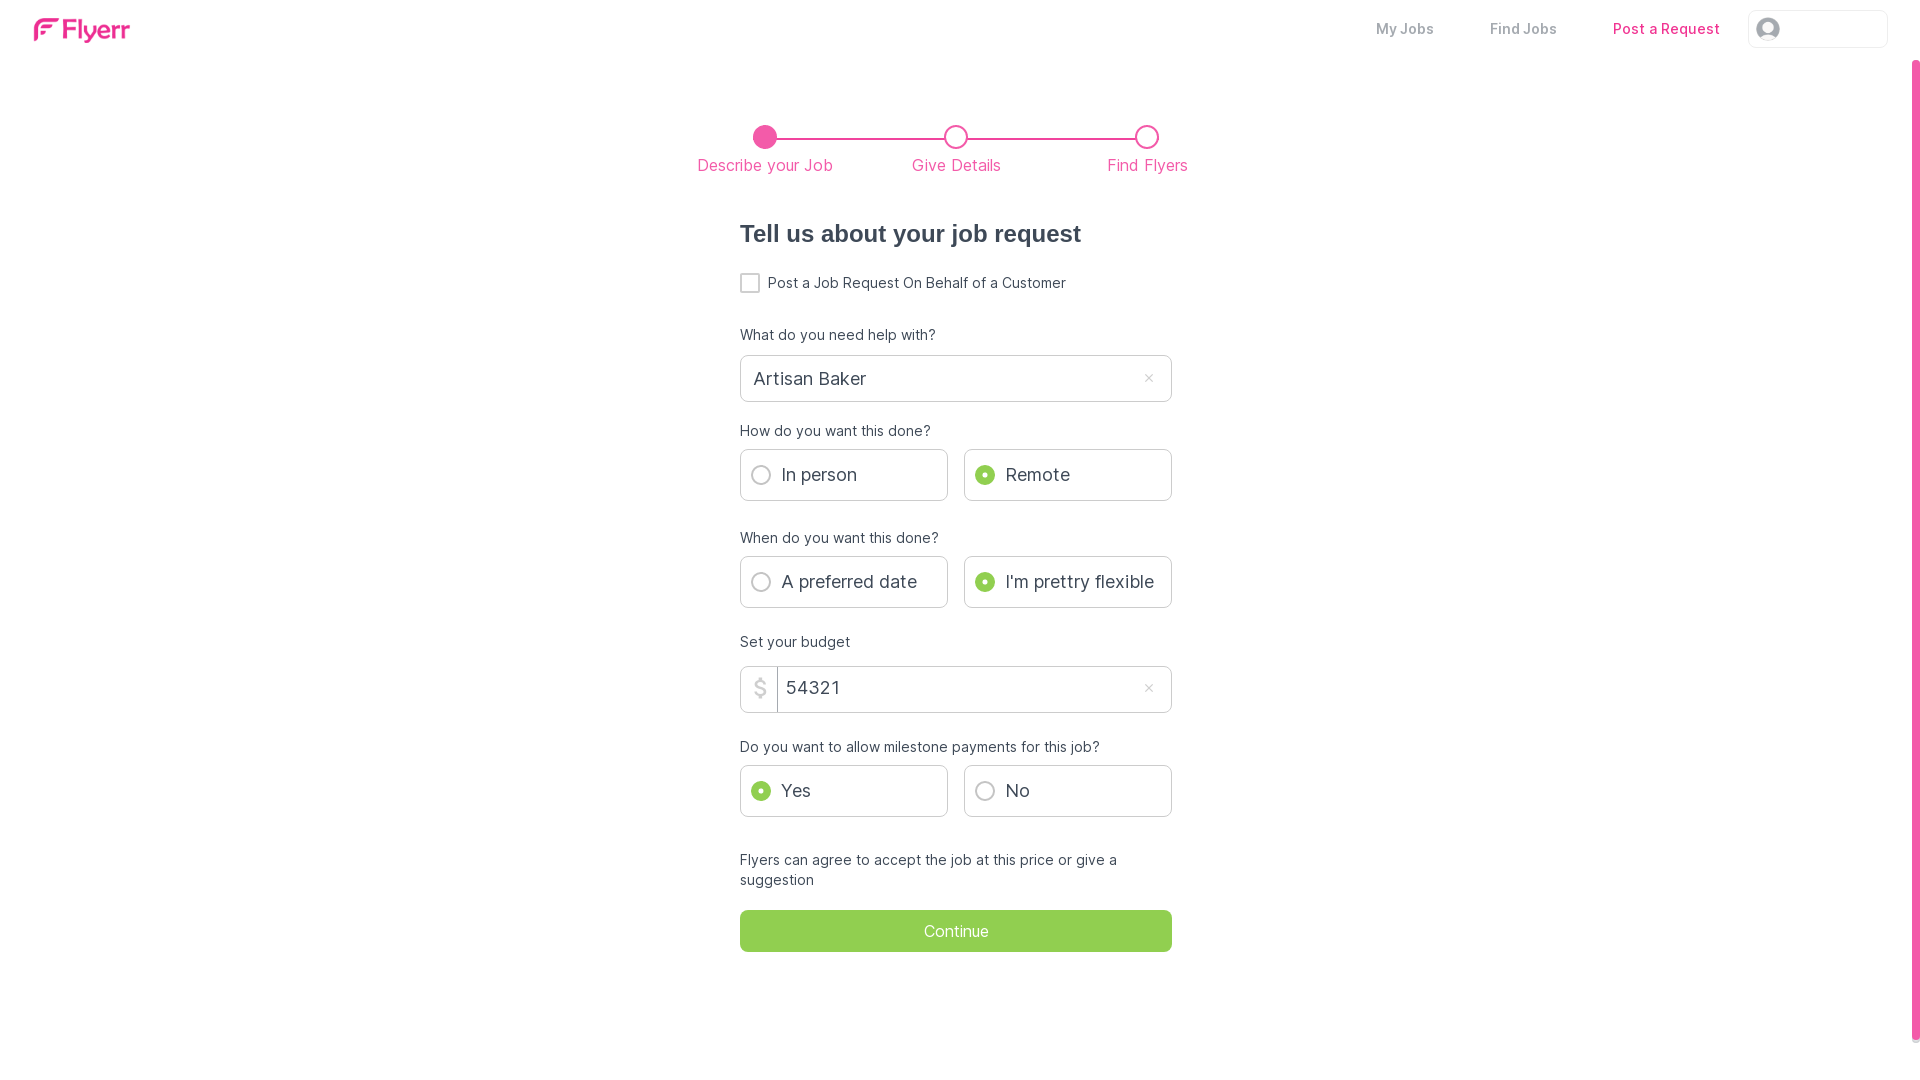 Flyerr
My Jobs
Find Jobs
Post a Request
Describe your Job
Give Details
Find Flyers
Tell us about your job request
Post a Job Request On Behalf of a Customer
What do you need help with?
Artisan Baker
How do you want this done?
In person
Remote
When do you want this done?
A preferred date
I'm prettry flexible
Set your budget
$ 54321
Do you want to allow milestone payments for this job?
Yes
No
Flyers can agree to accept the job at this price or give a
suggestion
Continue